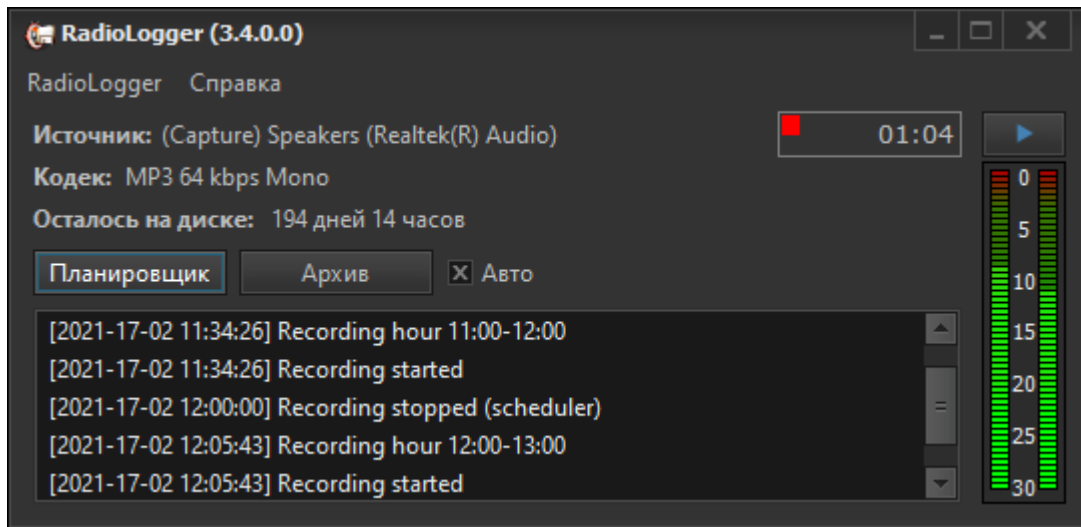 RadioLogger (3.4.0.0)
RadioLogger Справка
Источник: (Capture) Speakers (Realtek(R) Audio)
01:04
Кодек: MP3 64 kbps Mono
Осталось на диске: 194 дней 14 часов
Планировщик Архив Авто
[2021-17-02 11:34:26] Recording hour 11:00-12:00
[2021-17-02 11:34:26] Recording started
[2021-17-02 12:00:00] Recording stopped (scheduler)
[2021-17-02 12:05:43] Recording hour 12:00-13:00
[2021-17-02 12:05:43] Recording started
0
5
10
15
20
25
30